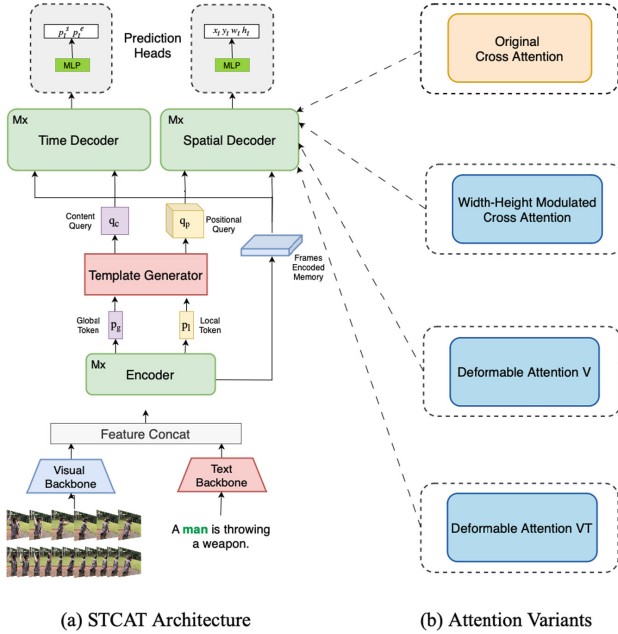 p_t^s p_t^e
Prediction
Heads
x_t y_t w_t h_t
MLP
MLP
Mx
Time Decoder
Mx
Spatial Decoder
Content
Query
q_c
q_p
Positional
Query
Template Generator
Frames
Encoded
Memory
Global
Token
p_g
p_l
Local
Token
Mx
Encoder
Feature Concat
Visual
Backbone
Text
Backbone
A man is throwing
a weapon.
(a) STCAT Architecture
Original
Cross Attention
Width-Height Modulated
Cross Attention
Deformable Attention V
Deformable Attention VT
(b) Attention Variants